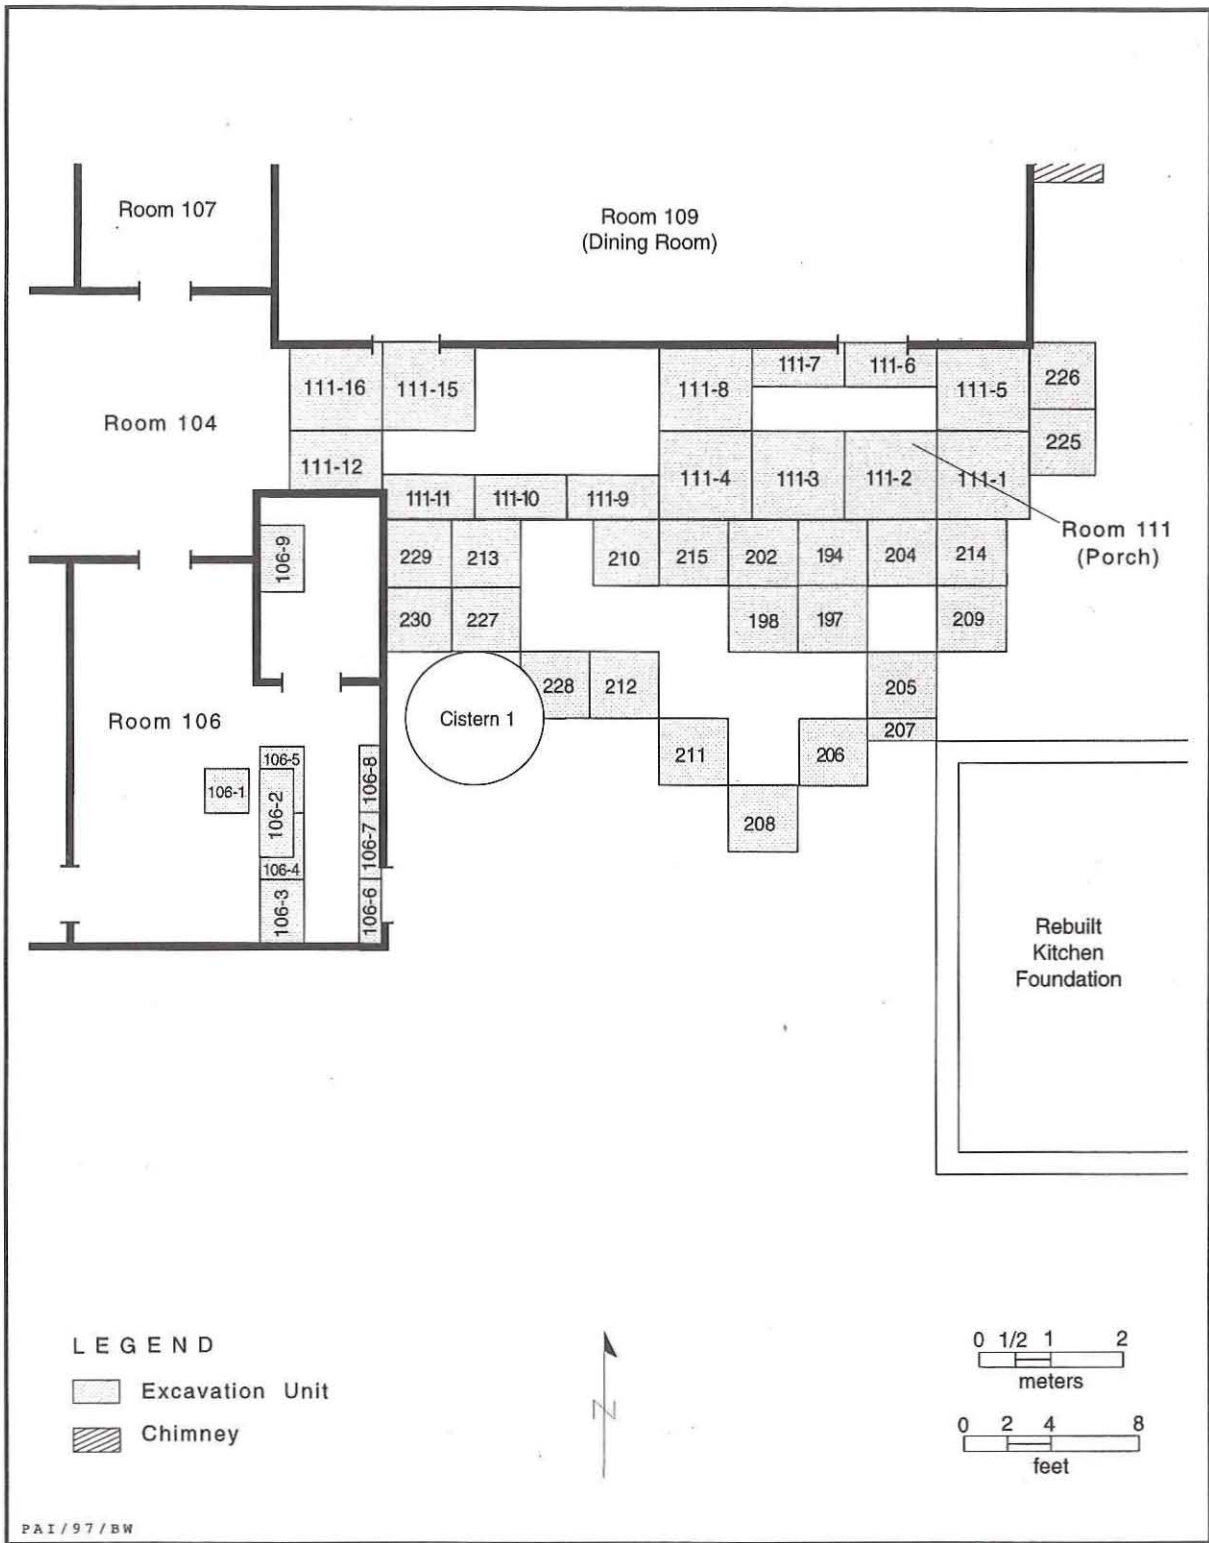 Room 107
Room 109
(Dining Room)
111-16
111-15
111-8
111-7
111-6
111-5
226
Room 104
225
111-12
111-4
111-3
111-2
111-1
111-11
111-10
111-9
Room 111
(Porch)
106-9
229
213
210
215
202
194
204
214
230
227
198
197
209
228
212
205
Room 106
Cistern 1
207
211
206
106-5
106-8
106-1
106-2
208
106-7
106-4
106-3
106-6
Rebuilt
Kitchen
Foundation
LEGEND
Excavation Unit
Chimney
N
0 1/2 1 2
meters
0 2 4 8
feet
PAI/97/BW